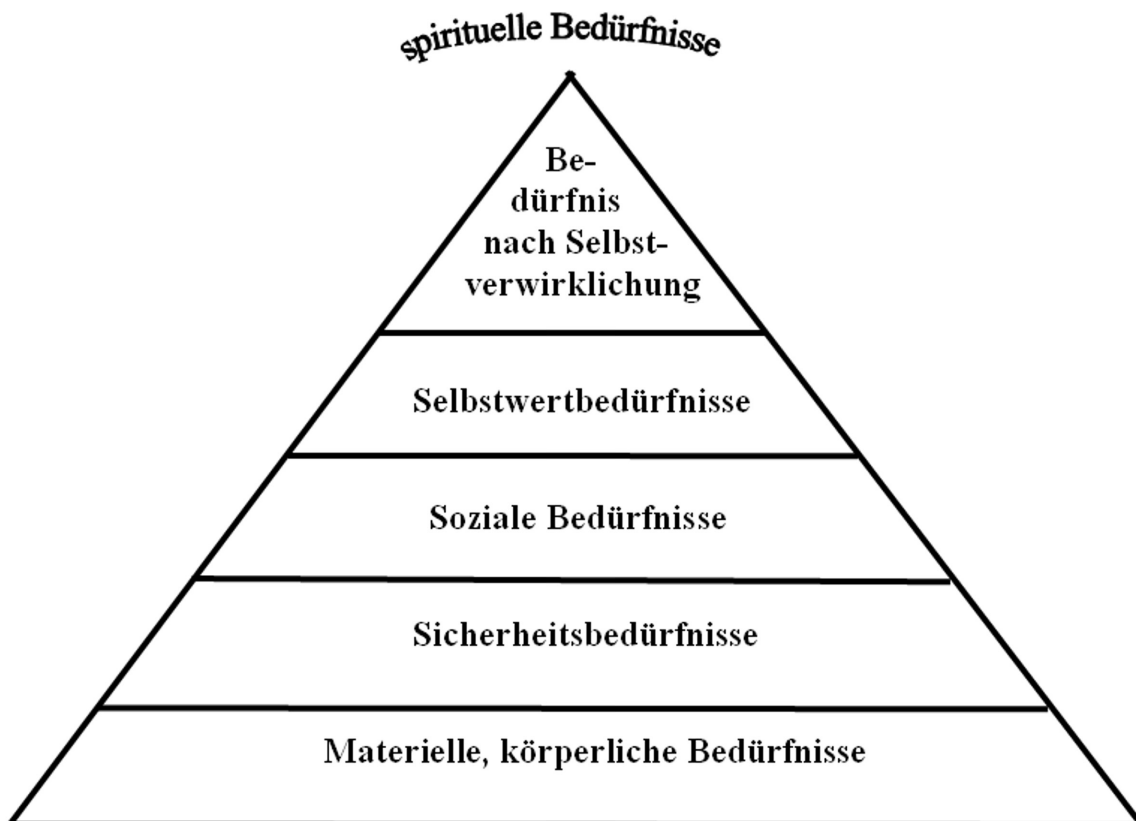 spirituelle Bedürfnisse
Be-
dürfnis
nach Selbst-
verwirklichung
Selbstwertbedürfnisse
Soziale Bedürfnisse
Sicherheitsbedürfnisse
Materielle, körperliche Bedürfnisse